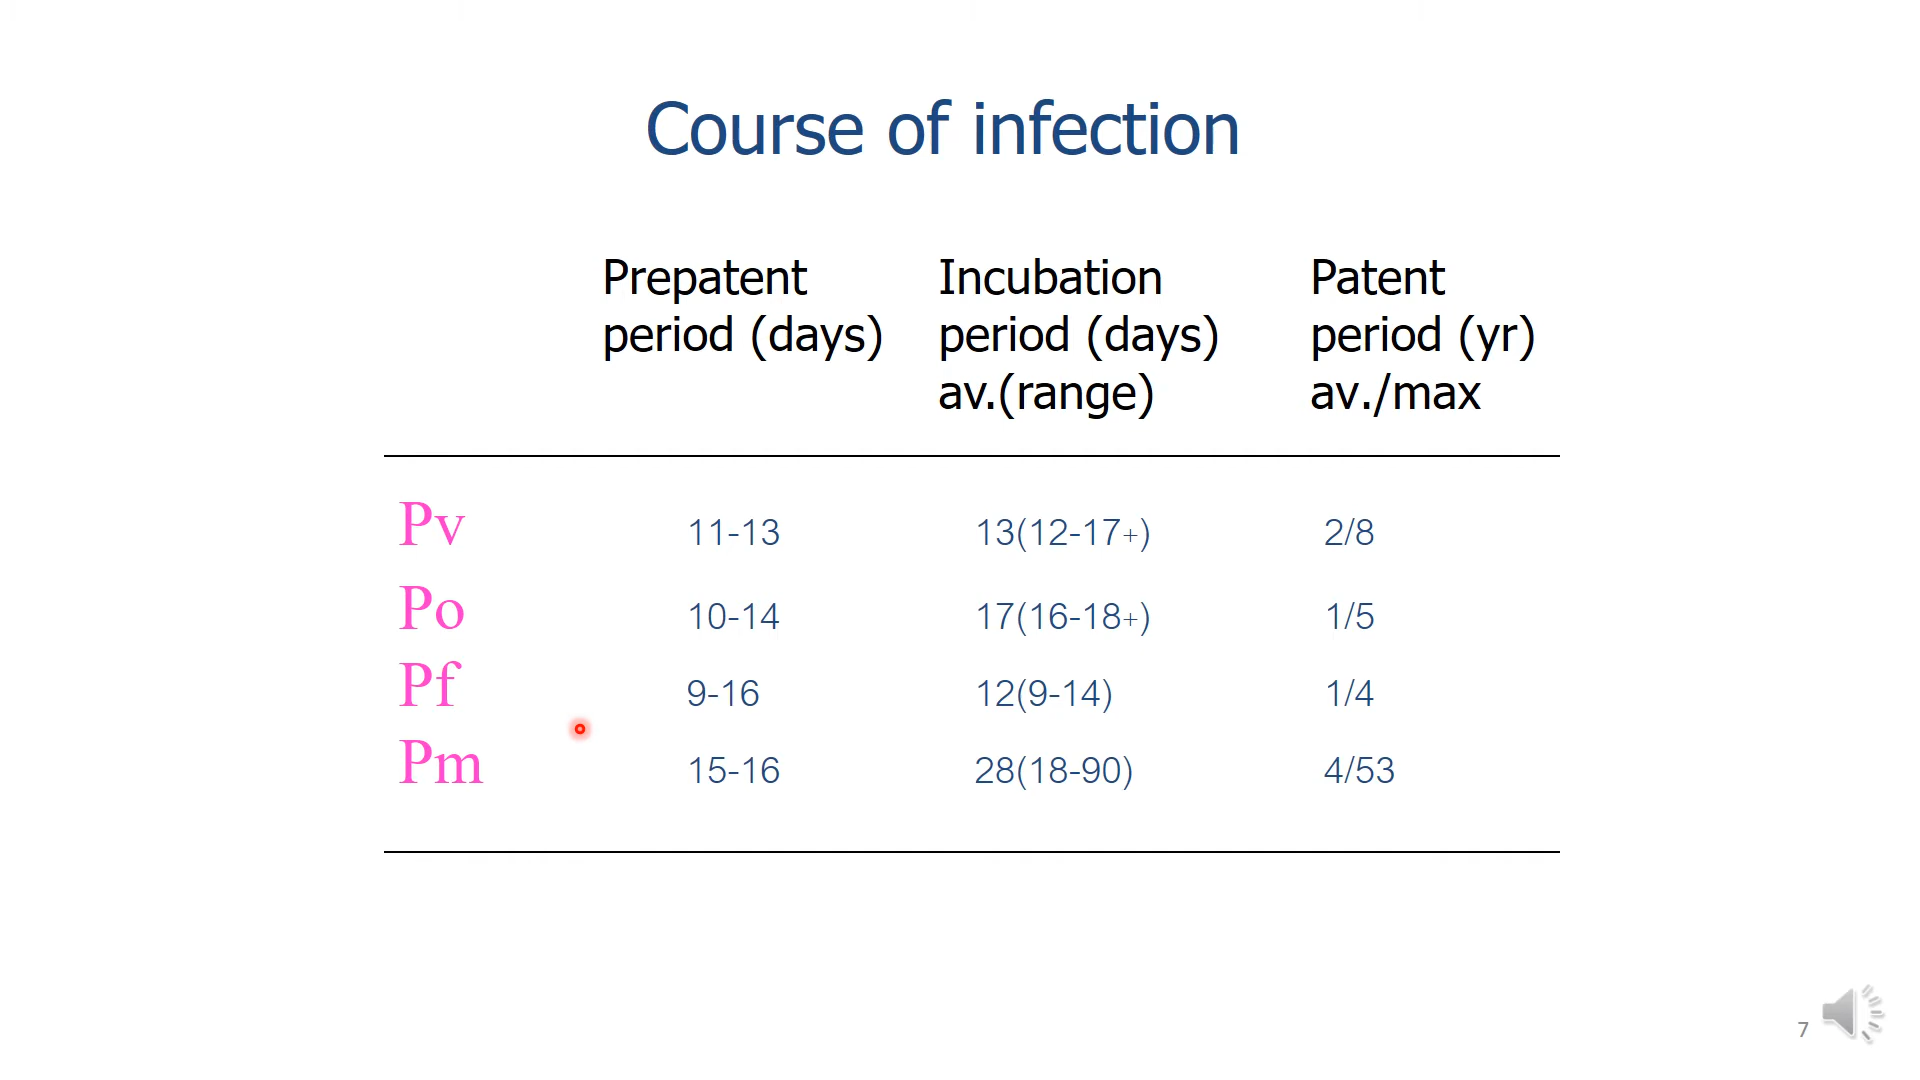 Course of infection
Prepatent Incubation Patent
period (days) period (days) period (yr)
av.(range) av./max
Pv 11-13 13(12-17+) 2/8
Po 10-14 17(16-18+) 1/5
Pf 9-16 12(9-14) 1/4
Pm 15-16 28(18-90) 4/53
7